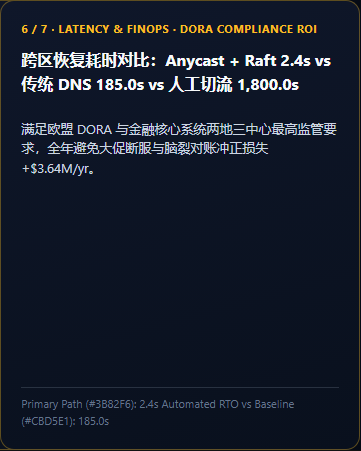 6 / 7 · LATENCY & FINOPS · DORA COMPLIANCE ROI
跨区恢复耗时对比：Anycast + Raft 2.4s vs
传统 DNS 185.0s vs 人工切流 1,800.0s
满足欧盟 DORA 与金融核心系统两地三中心最高监管要
求，全年避免大促断服与脑裂对账冲正损失
+$3.64M/yr。
Primary Path (#3B82F6): 2.4s Automated RTO vs Baseline
(#CBD5E1): 185.0s